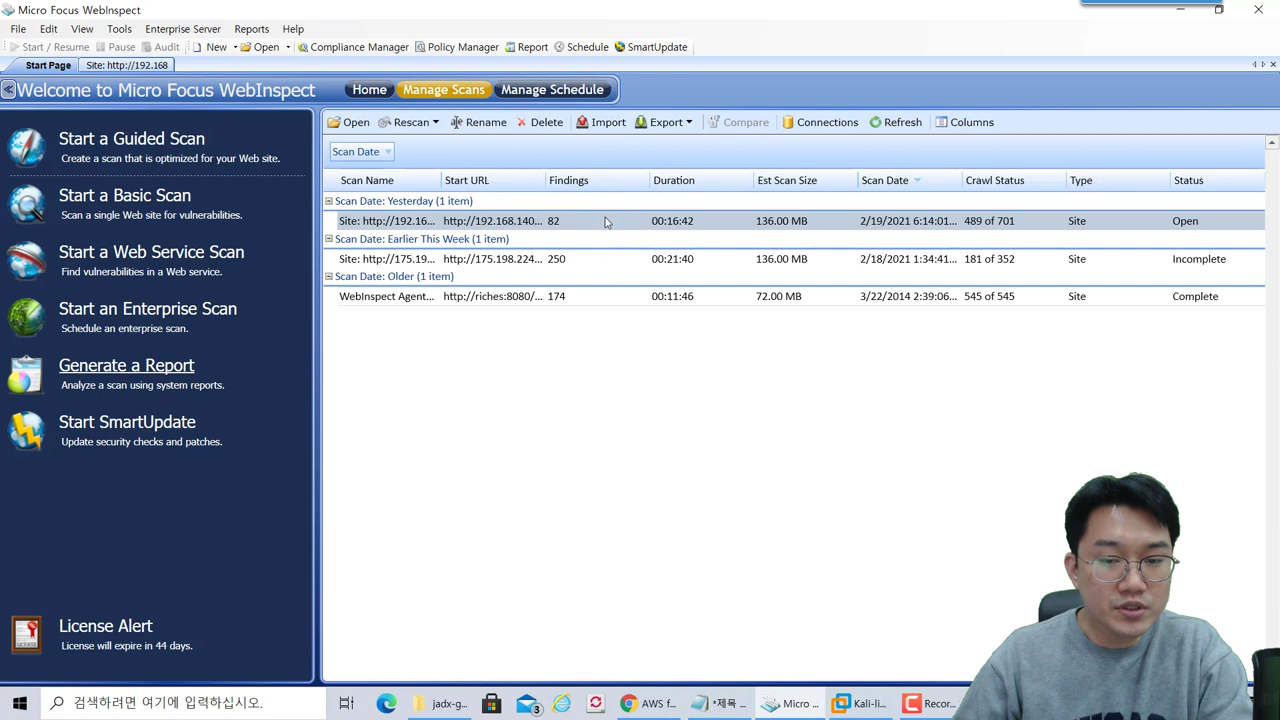 Micro Focus WebInspect
File Edit View Tools Enterprise Server Reports Help
Start / Resume Pause Audit New Open Compliance Manager Policy Manager Report Schedule SmartUpdate
Start Page Site: http://192.168
Welcome to Micro Focus WebInspect Home Manage Scans Manage Schedule
Start a Guided Scan
Create a scan that is optimized for your Web site.
Start a Basic Scan
Scan a single Web site for vulnerabilities.
Start a Web Service Scan
Find vulnerabilities in a Web service.
Start an Enterprise Scan
Schedule an enterprise scan.
Generate a Report
Analyze a scan using system reports.
Start SmartUpdate
Update security checks and patches.
License Alert
License will expire in 44 days.
Open Rescan Rename Delete Import Export Compare Connections Refresh Columns
Scan Date
Scan Name Start URL Findings Duration Est Scan Size Scan Date Crawl Status Type Status
Scan Date: Yesterday (1 item)
Site: http://192.16... http://192.168.140... 82 00:16:42 136.00 MB 2/19/2021 6:14:01... 489 of 701 Site Open
Scan Date: Earlier This Week (1 item)
Site: http://175.19... http://175.198.224... 250 00:21:40 136.00 MB 2/18/2021 1:34:41... 181 of 352 Site Incomplete
Scan Date: Older (1 item)
WebInspect Agent... http://riches:8080/... 174 00:11:46 72.00 MB 3/22/2014 2:39:06... 545 of 545 Site Complete
검색하려면 여기에 입력하십시오. jadx-g... 3 AWS f... *제목 ... Micro ... Kali-li... Recor...